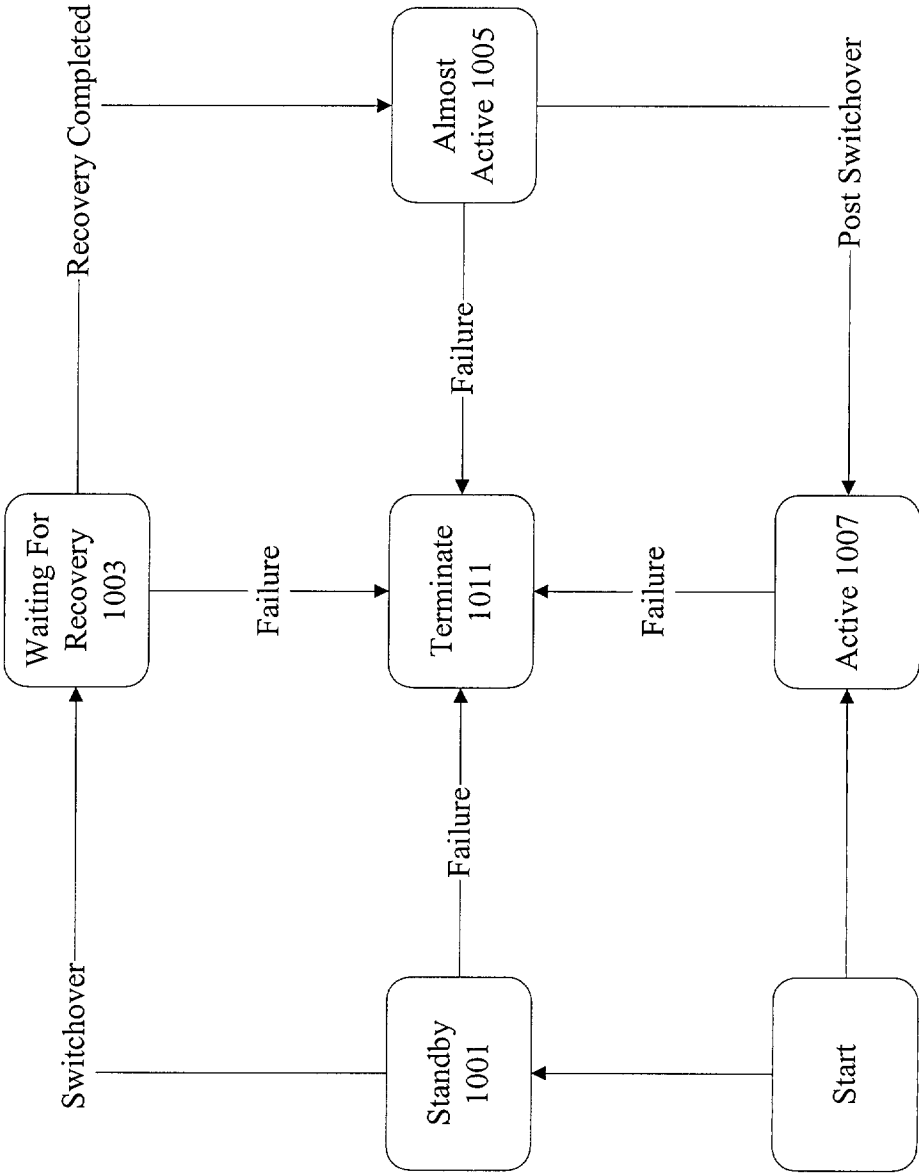 Switchover
Waiting For
Recovery
1003
Recovery Completed
Failure
Standby
1001
Failure
Terminate
1011
Failure
Almost
Active 1005
Failure
Start
Active 1007
Post Switchover